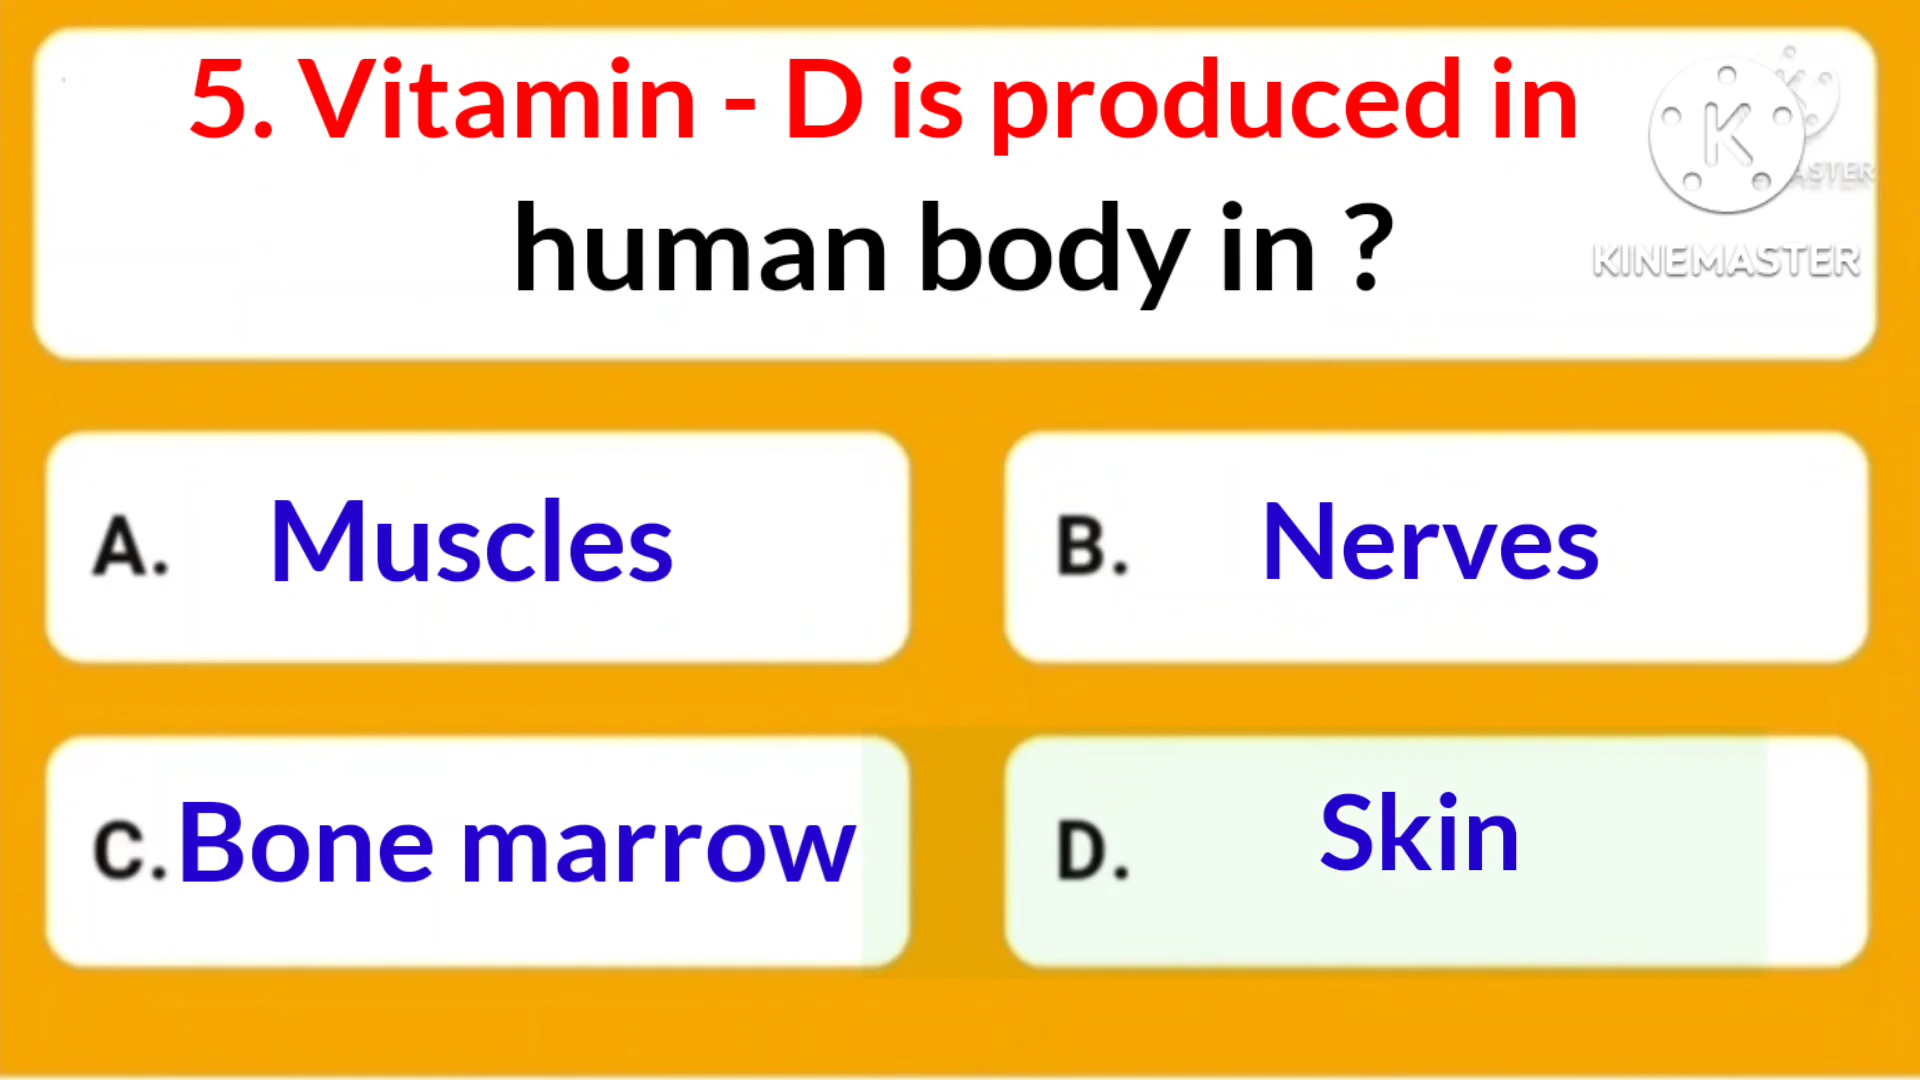 5. Vitamin - D is produced in
human body in ?
K
KINEMASTER
A. Muscles
B. Nerves
C. Bone marrow
D. Skin